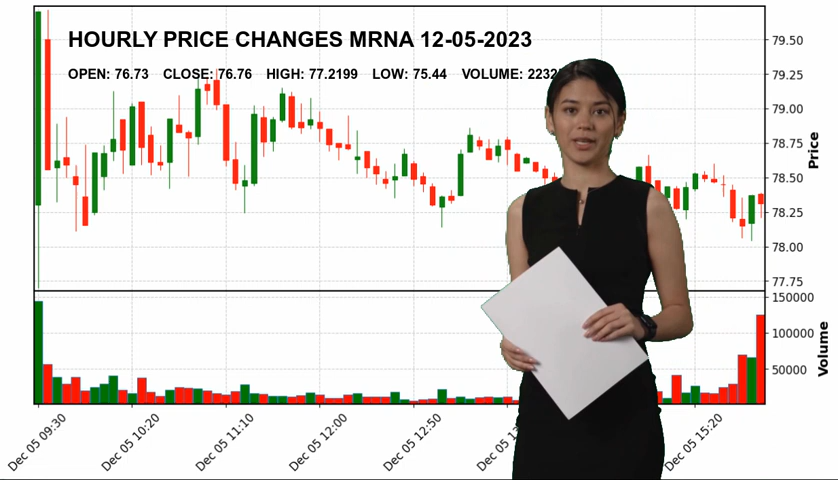 HOURLY PRICE CHANGES MRNA 12-05-2023
OPEN: 76.73 CLOSE: 76.76 HIGH: 77.2199 LOW: 75.44 VOLUME:
79.50
79.25
79.00
78.75
78.50
78.25
78.00
77.75
Price
150000
100000
50000
Volume
Dec 05 09:30
Dec 05 10:20
Dec 05 11:10
Dec 05 12:00
Dec 05 12:50
Dec 05
Dec 05 15:20